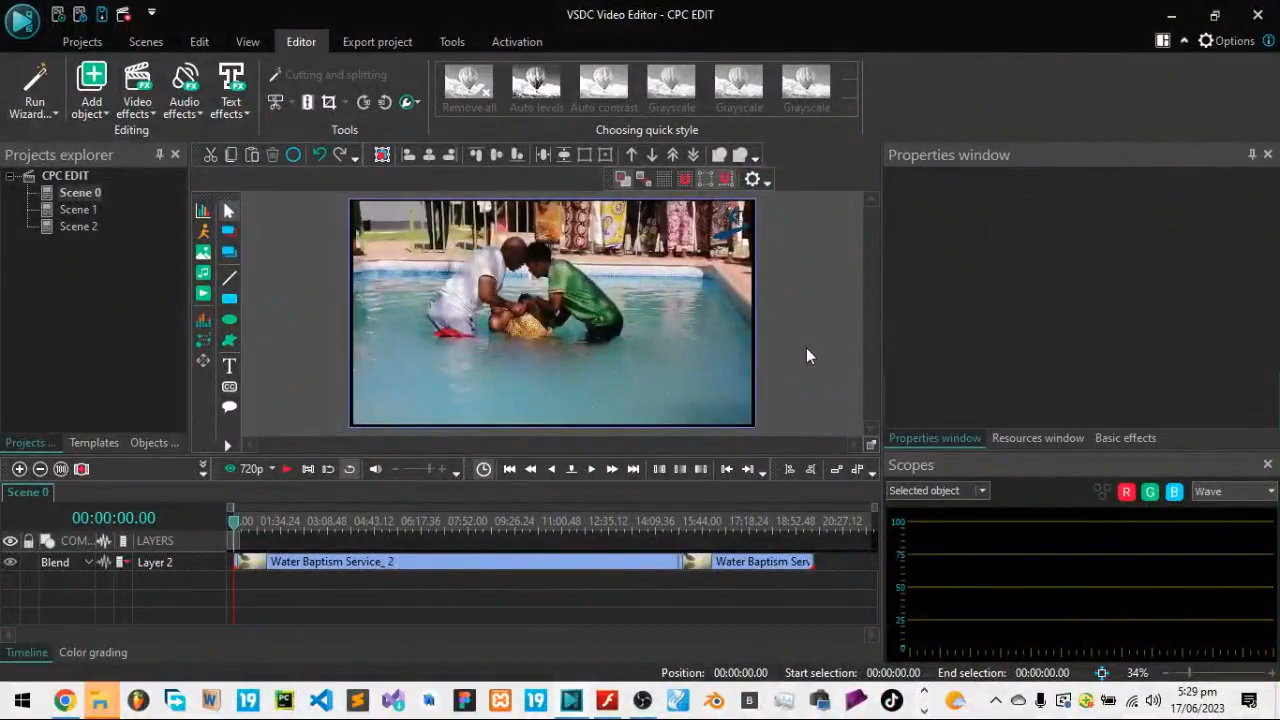 VSDC Video Editor - CPC EDIT
Projects Scenes Edit View Editor Export project Tools Activation Options
Run Wizard...
Add object
Video effects
Audio effects
Text effects
Cutting and splitting
Remove all Auto levels Auto contrast Grayscale Grayscale Grayscale
Editing Tools Choosing quick style
Projects explorer
Properties window
CPC EDIT
Scene 0
Scene 1
Scene 2
T
CC
Projects ... Templates Objects ...
Properties window Resources window Basic effects
720p
Scopes
Scene 0
Selected object R G B Wave
00:00:00.00
.00 01:34.24 03:08.48 04:43.12 06:17.36 07:52.00 09:26.24 11:00.48 12:35.12 14:09.36 15:44.00 17:18.24 18:52.48 20:27.12
COM... LAYERS
Blend Layer 2 Water Baptism Service_ 2 Water Baptism Serv
100
75
50
25
0
Timeline Color grading
Position: 00:00:00.00 Start selection: 00:00:00.00 End selection: 00:00:00.00 34%
5:29 pm
17/06/2023